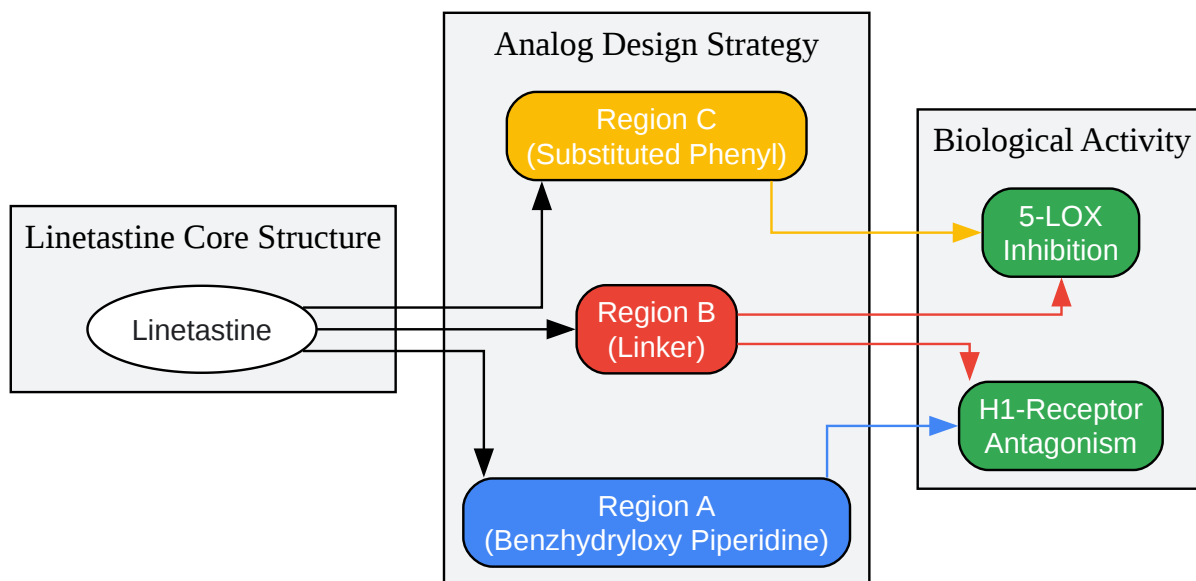 Linetastine Core Structure
Linetastine
Analog Design Strategy
Region C
(Substituted Phenyl)
Region B
(Linker)
Region A
(Benzhydryloxy Piperidine)
Biological Activity
5-LOX
Inhibition
H1-Receptor
Antagonism